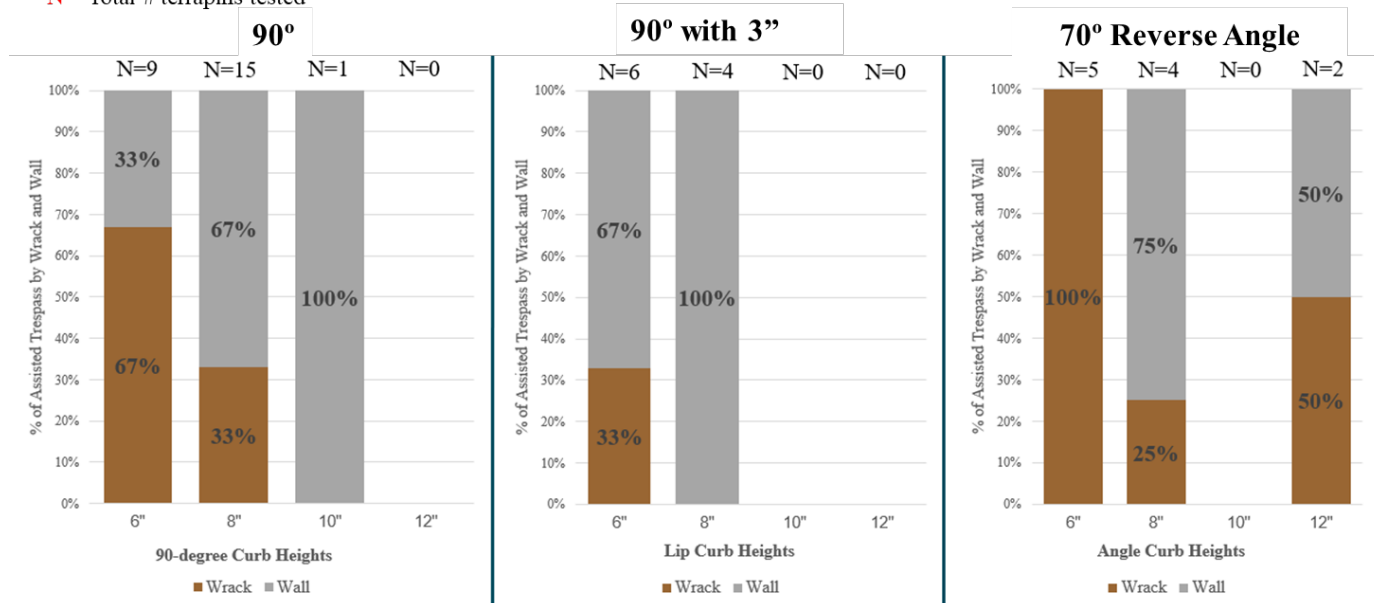 N   Total # terrapins tested
90º
90º with 3”
70º Reverse Angle
N=9 N=15 N=1 N=0
N=6 N=4 N=0 N=0
N=5 N=4 N=0 N=2
% of Assisted Trespass by Wrack and Wall
100%
90%
80%
70%
60%
50%
40%
30%
20%
10%
0%
33%
67%
67%
33%
100%
6" 8" 10" 12"
90-degree Curb Heights
Wrack Wall
% of Assisted Trespass by Wrack and Wall
100%
90%
80%
70%
60%
50%
40%
30%
20%
10%
0%
67%
33%
100%
6" 8" 10" 12"
Lip Curb Heights
Wrack Wall
% of Assisted Trespass by Wrack and Wall
100%
90%
80%
70%
60%
50%
40%
30%
20%
10%
0%
100%
75%
25%
50%
50%
6" 8" 10" 12"
Angle Curb Heights
Wrack Wall